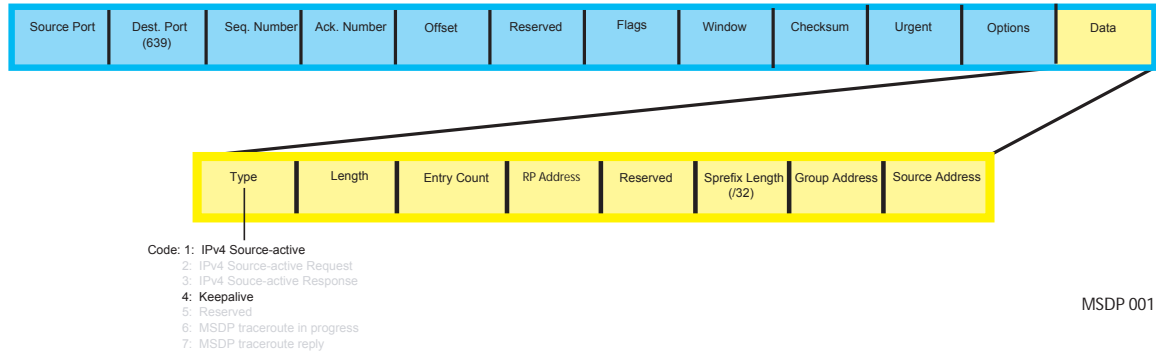 Source Port Dest. Port (639) Seq. Number Ack. Number Offset Reserved Flags Window Checksum Urgent Options Data
Type Length Entry Count RP Address Reserved Sprefix Length (/32) Group Address Source Address
Code: 1: IPv4 Source-active
2: IPv4 Source-active Request
3: IPv4 Souce-active Response
4: Keepalive
5: Reserved
6: MSDP traceroute in progress
7: MSDP traceroute reply
MSDP 001